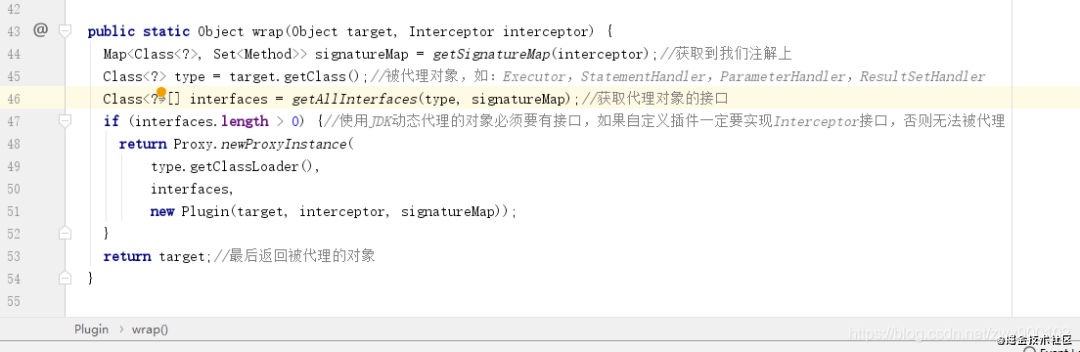 42
43 @ public static Object wrap(Object target, Interceptor interceptor) {
44 Map<Class<?>, Set<Method>> signatureMap = getSignatureMap(interceptor);//获取到我们注解上
45 Class<?> type = target.getClass();//被代理对象，如：Executor，StatementHandler，ParameterHandler，ResultSetHandler
46 Class<?>[] interfaces = getAllInterfaces(type, signatureMap);//获取代理对象的接口
47 if (interfaces.length > 0) {//使用JDK动态代理的对象必须要有接口，如果自定义插件一定要实现Interceptor接口，否则无法被代理
48 return Proxy.newProxyInstance(
49 type.getClassLoader(),
50 interfaces,
51 new Plugin(target, interceptor, signatureMap));
52 }
53 return target;//最后返回被代理的对象
54 }
55
Plugin › wrap()
@掘金技术社区